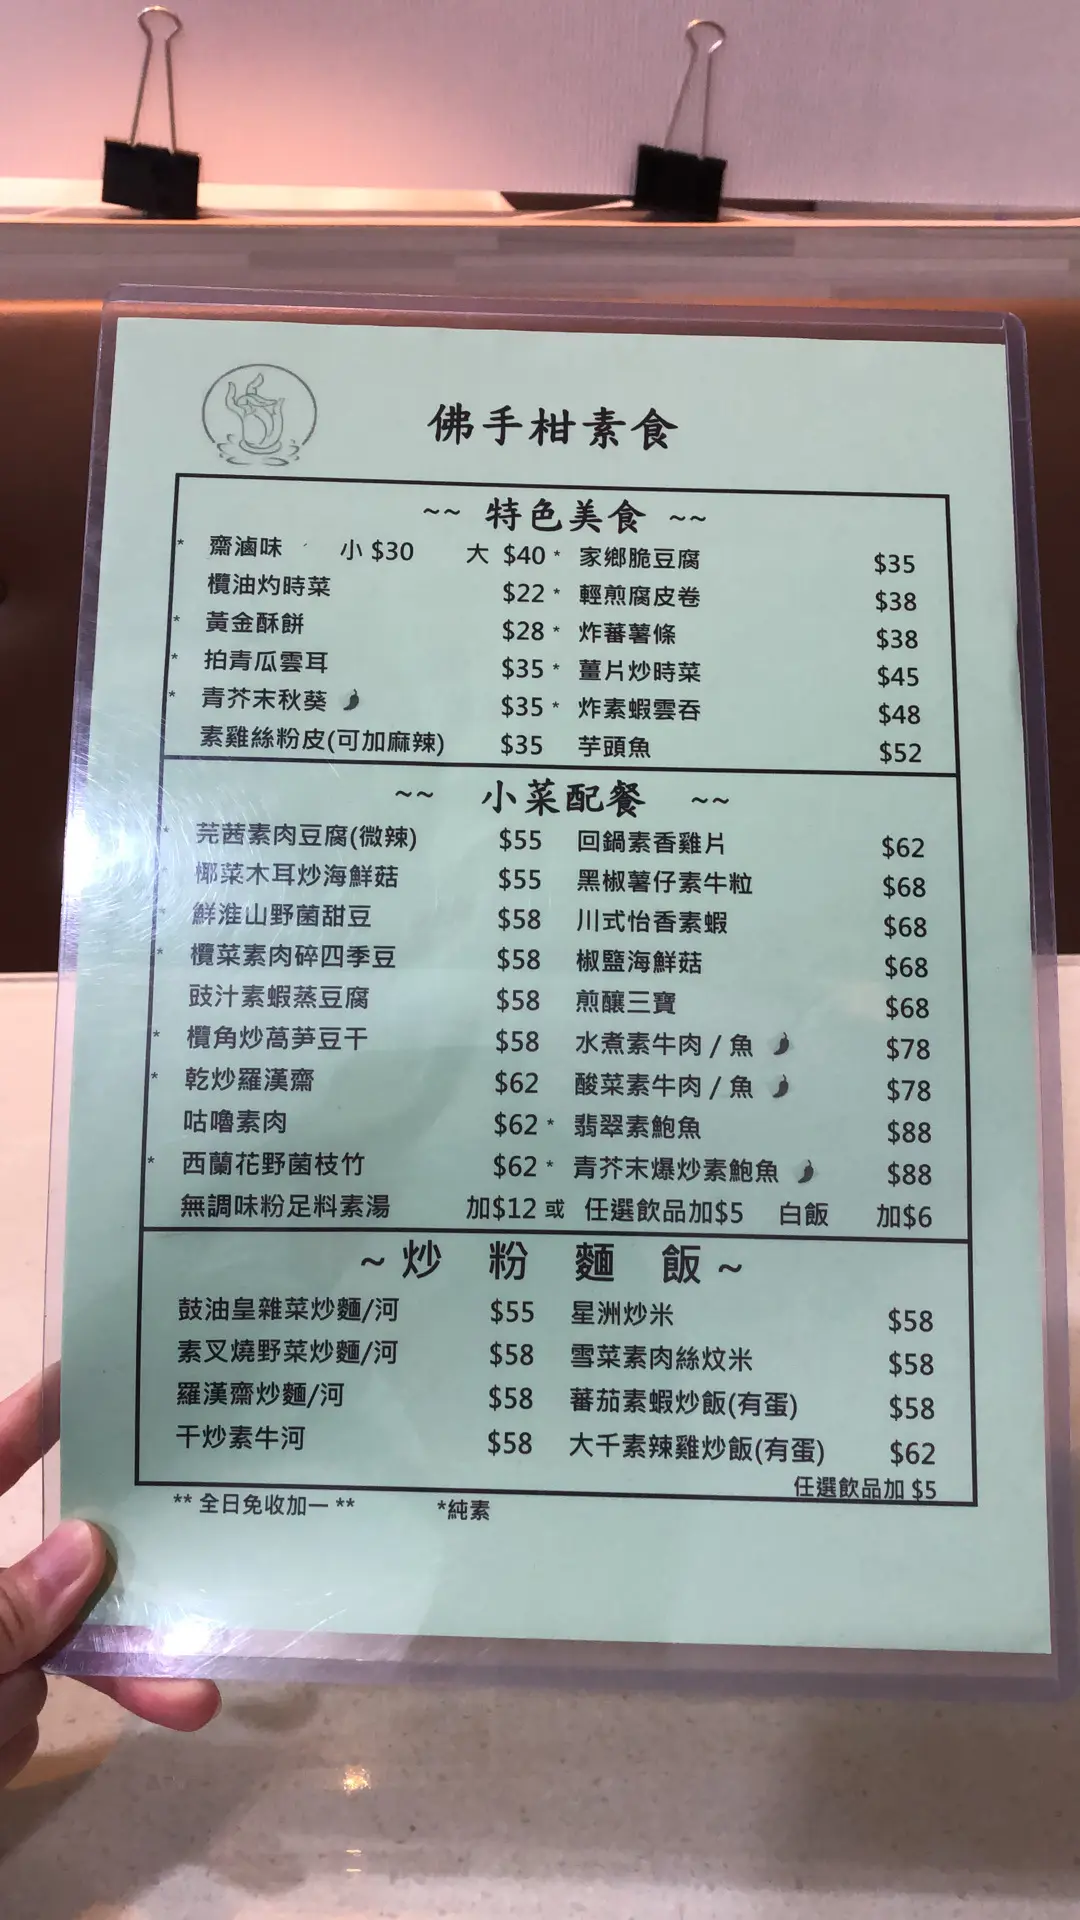 佛手柑素食
~~ 特色美食 ~~
* 齋滷味 小 $30 大 $40 * 家鄉脆豆腐 $35
欖油灼時菜 $22 * 輕煎腐皮卷 $38
* 黃金酥餅 $28 * 炸蕃薯條 $38
* 拍青瓜雲耳 $35 * 薑片炒時菜 $45
* 青芥末秋葵 $35 * 炸素蝦雲吞 $48
素雞絲粉皮(可加麻辣) $35 芋頭魚 $52
~~ 小菜配餐 ~~
* 芫茜素肉豆腐(微辣) $55 回鍋素香雞片 $62
* 椰菜木耳炒海鮮菇 $55 黑椒薯仔素牛粒 $68
* 鮮淮山野菌甜豆 $58 川式怡香素蝦 $68
* 欖菜素肉碎四季豆 $58 椒鹽海鮮菇 $68
豉汁素蝦蒸豆腐 $58 煎釀三寶 $68
* 欖角炒萵笋豆干 $58 水煮素牛肉 / 魚 $78
* 乾炒羅漢齋 $62 酸菜素牛肉 / 魚 $78
咕嚕素肉 $62 * 翡翠素鮑魚 $88
* 西蘭花野菌枝竹 $62 * 青芥末爆炒素鮑魚 $88
無調味粉足料素湯 加$12 或 任選飲品加$5 白飯 加$6
~ 炒 粉 麵 飯 ~
鼓油皇雜菜炒麵/河 $55 星洲炒米 $58
素叉燒野菜炒麵/河 $58 雪菜素肉絲炆米 $58
羅漢齋炒麵/河 $58 蕃茄素蝦炒飯(有蛋) $58
干炒素牛河 $58 大千素辣雞炒飯(有蛋) $62
任選飲品加 $5
** 全日免收加一 ** *純素